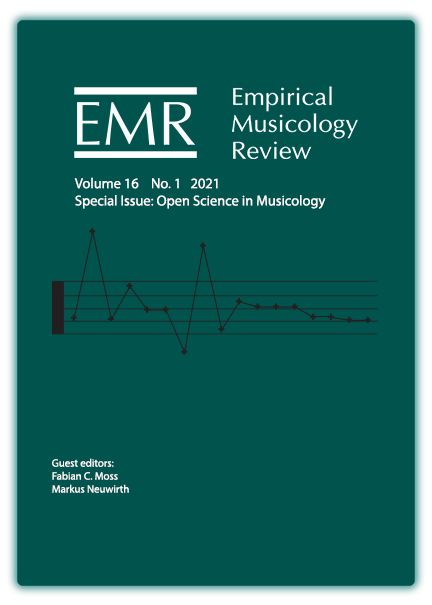 EMR
Empirical
Musicology
Review
Volume 16 No. 1 2021
Special Issue: Open Science in Musicology
Guest editors:
Fabian C. Moss
Markus Neuwirth